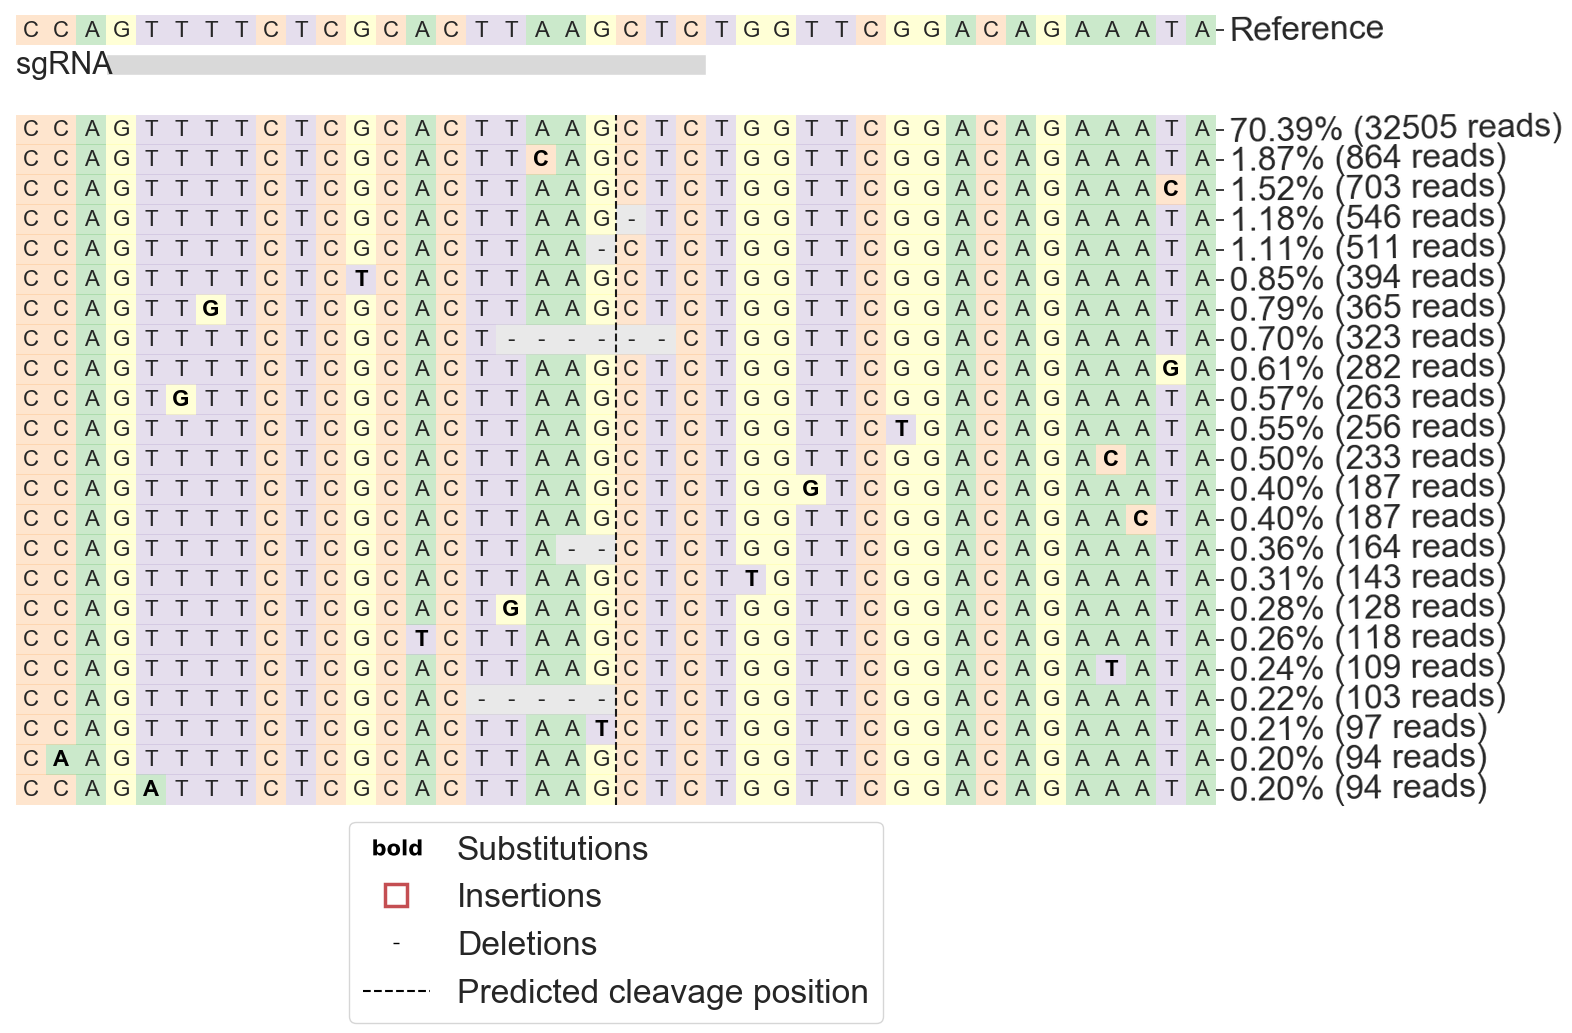 C C A G T T T T C T C G C A C T T A A G C T C T G G T T C G G A C A G A A A T A Reference
sgRNA
C C A G T T T T C T C G C A C T T A A G C T C T G G T T C G G A C A G A A A T A 70.39% (32505 reads)
C C A G T T T T C T C G C A C T T C A G C T C T G G T T C G G A C A G A A A T A 1.87% (864 reads)
C C A G T T T T C T C G C A C T T A A G C T C T G G T T C G G A C A G A A A C A 1.52% (703 reads)
C C A G T T T T C T C G C A C T T A A G - T C T G G T T C G G A C A G A A A T A 1.18% (546 reads)
C C A G T T T T C T C G C A C T T A A - C T C T G G T T C G G A C A G A A A T A 1.11% (511 reads)
C C A G T T T T C T C T C A C T T A A G C T C T G G T T C G G A C A G A A A T A 0.85% (394 reads)
C C A G T T G T C T C G C A C T T A A G C T C T G G T T C G G A C A G A A A T A 0.79% (365 reads)
C C A G T T T T C T C G C A C T - - - - - - C T G G T T C G G A C A G A A A T A 0.70% (323 reads)
C C A G T T T T C T C G C A C T T A A G C T C T G G T T C G G A C A G A A A G A 0.61% (282 reads)
C C A G T G T T C T C G C A C T T A A G C T C T G G T T C G G A C A G A A A T A 0.57% (263 reads)
C C A G T T T T C T C G C A C T T A A G C T C T G G T T C T G A C A G A A A T A 0.55% (256 reads)
C C A G T T T T C T C G C A C T T A A G C T C T G G T T C G G A C A G A C A T A 0.50% (233 reads)
C C A G T T T T C T C G C A C T T A A G C T C T G G G T C G G A C A G A A A T A 0.40% (187 reads)
C C A G T T T T C T C G C A C T T A A G C T C T G G T T C G G A C A G A A C T A 0.40% (187 reads)
C C A G T T T T C T C G C A C T T A - - C T C T G G T T C G G A C A G A A A T A 0.36% (164 reads)
C C A G T T T T C T C G C A C T T A A G C T C T T G T T C G G A C A G A A A T A 0.31% (143 reads)
C C A G T T T T C T C G C A C T G A A G C T C T G G T T C G G A C A G A A A T A 0.28% (128 reads)
C C A G T T T T C T C G C T C T T A A G C T C T G G T T C G G A C A G A A A T A 0.26% (118 reads)
C C A G T T T T C T C G C A C T T A A G C T C T G G T T C G G A C A G A T A T A 0.24% (109 reads)
C C A G T T T T C T C G C A C - - - - - C T C T G G T T C G G A C A G A A A T A 0.22% (103 reads)
C C A G T T T T C T C G C A C T T A A T C T C T G G T T C G G A C A G A A A T A 0.21% (97 reads)
C A A G T T T T C T C G C A C T T A A G C T C T G G T T C G G A C A G A A A T A 0.20% (94 reads)
C C A G A T T T C T C G C A C T T A A G C T C T G G T T C G G A C A G A A A T A 0.20% (94 reads)
bold Substitutions
Insertions
- Deletions
Predicted cleavage position